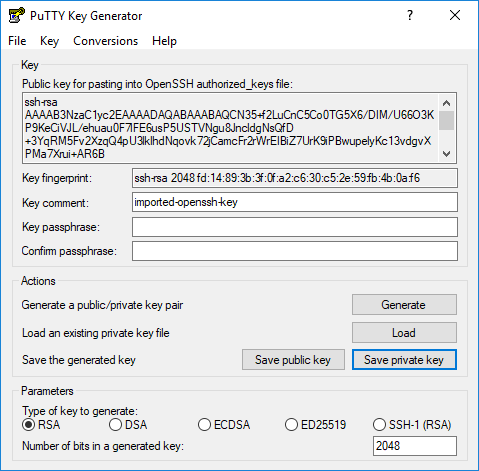 PuTTY Key Generator
File Key Conversions Help
Key
Public key for pasting into OpenSSH authorized_keys file:
ssh-rsa
AAAAB3NzaC1yc2EAAAADAQABAAABAQCN35+f2LuCnC5Co0TG5X6/DIM/U66O3K
P9KeCiVJL/ehuau0F7lFE6usP5USTVNgu8JncldgNsQfD
+3YqRM5Fv2XzqQ4pU3lklhdNqovk72jCamcFr2rWrEIBiZ7UrK9iPBwupelyKc13vdgvX
PMa7Xrui+AR6B
Key fingerprint: ssh-rsa 2048 fd:14:89:3b:3f:0f:a2:c6:30:c5:2e:59:fb:4b:0a:f6
Key comment: imported-openssh-key
Key passphrase:
Confirm passphrase:
Actions
Generate a public/private key pair Generate
Load an existing private key file Load
Save the generated key Save public key Save private key
Parameters
Type of key to generate:
RSA DSA ECDSA ED25519 SSH-1 (RSA)
Number of bits in a generated key: 2048